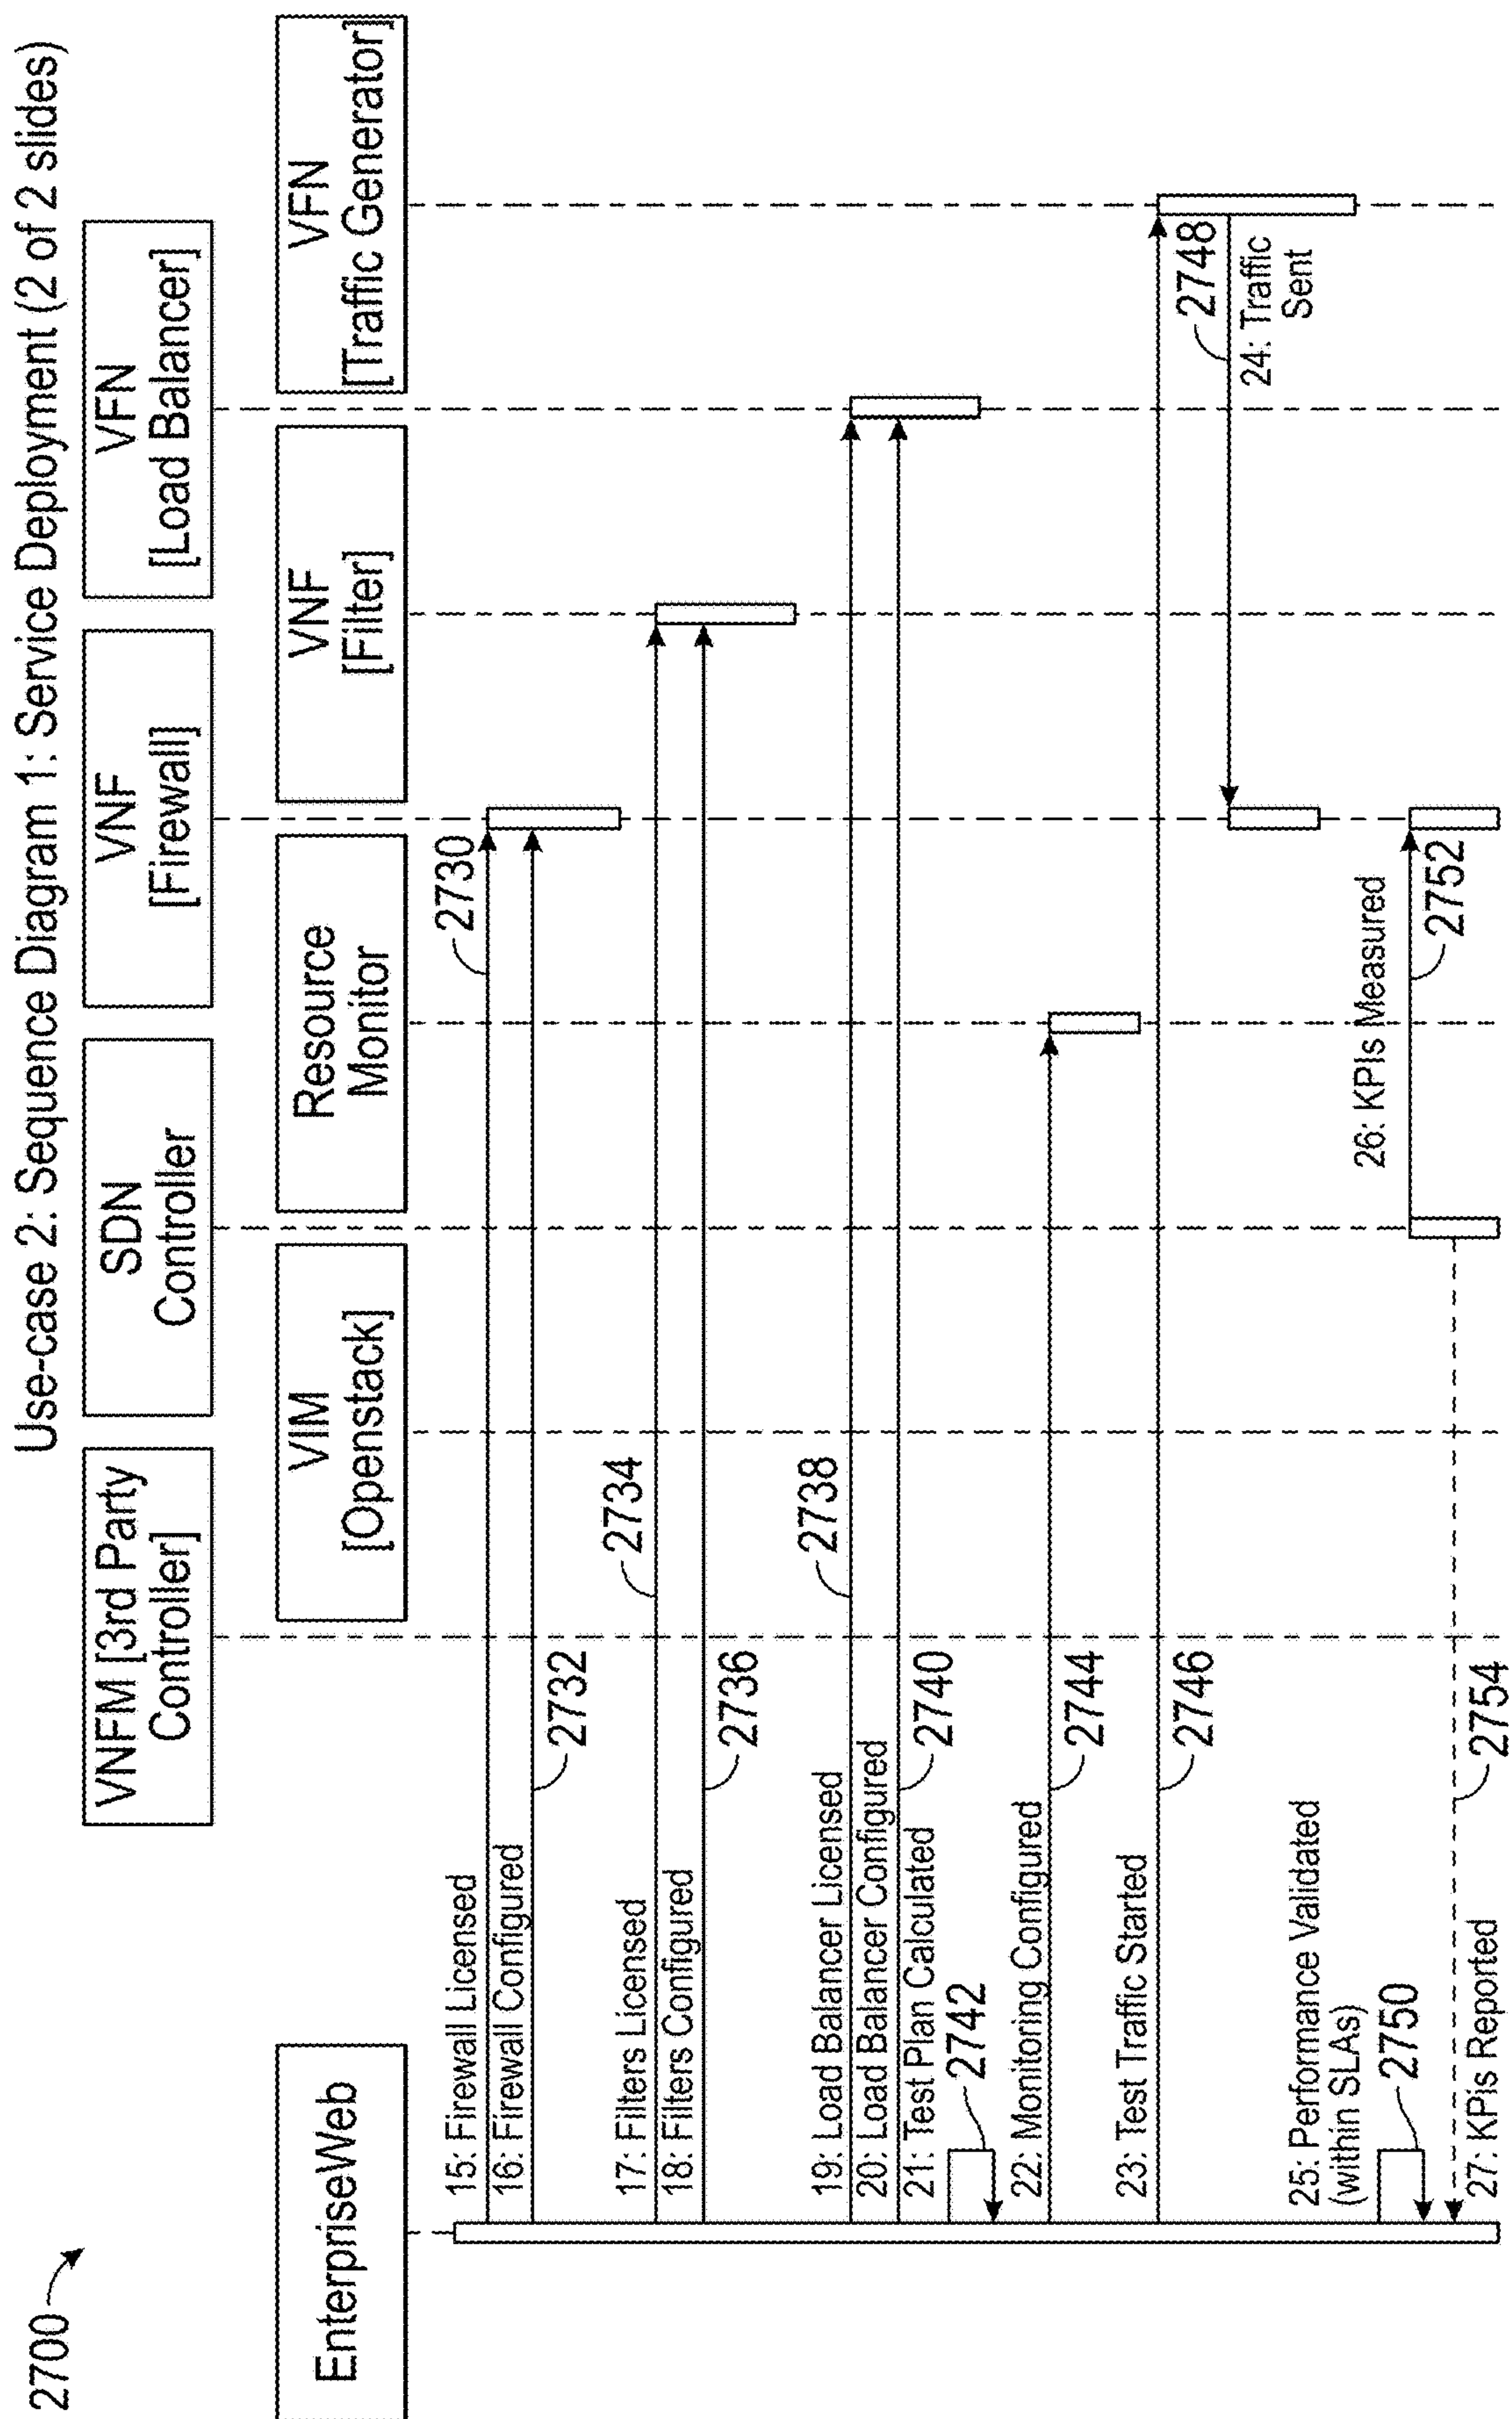 2700
Use-case 2: Sequence Diagram 1: Service Deployment (2 of 2 slides)
VNFM [3rd Party
Controller]
SDN
Controller
VNF
[Firewall]
VFN
[Load Balancer]
EnterpriseWeb
VIM
[Openstack]
Resource
Monitor
VNF
[Filter]
VFN
[Traffic Generator]
15: Firewall Licensed
2730
16: Firewall Configured
2732
17: Filters Licensed
2734
18: Filters Configured
2736
19: Load Balancer Licensed
2738
20: Load Balancer Configured
2740
21: Test Plan Calculated
2742
22: Monitoring Configured
2744
23: Test Traffic Started
2746
2748
24: Traffic
Sent
25: Performance Validated
(within SLAs)
2750
26: KPIs Measured
2752
27: KPIs Reported
2754